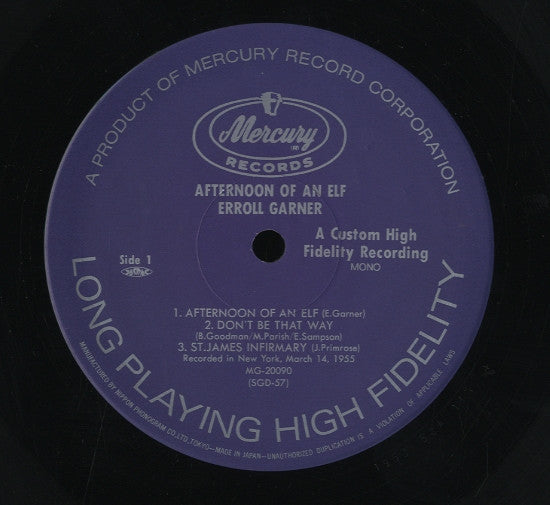 A PRODUCT OF MERCURY RECORD CORPORATION
Mercury
RECORDS
AFTERNOON OF AN ELF
ERROLL GARNER
A Custom High
Fidelity Recording
MONO
Side 1
1. AFTERNOON OF AN ELF (E.Garner)
2. DON'T BE THAT WAY
(B.Goodman/M.Parish/E.Sampson)
3. ST.JAMES INFIRMARY (J.Primrose)
Recorded in New York, March 14, 1955
MG-20090
(SGD-57)
LONG PLAYING HIGH FIDELITY
MANUFACTURED BY NIPPON PHONOGRAM CO.,LTD.,TOKYO—MADE IN JAPAN—UNAUTHORIZED DUPLICATION IS A VIOLATION OF APPLICABLE LAWS